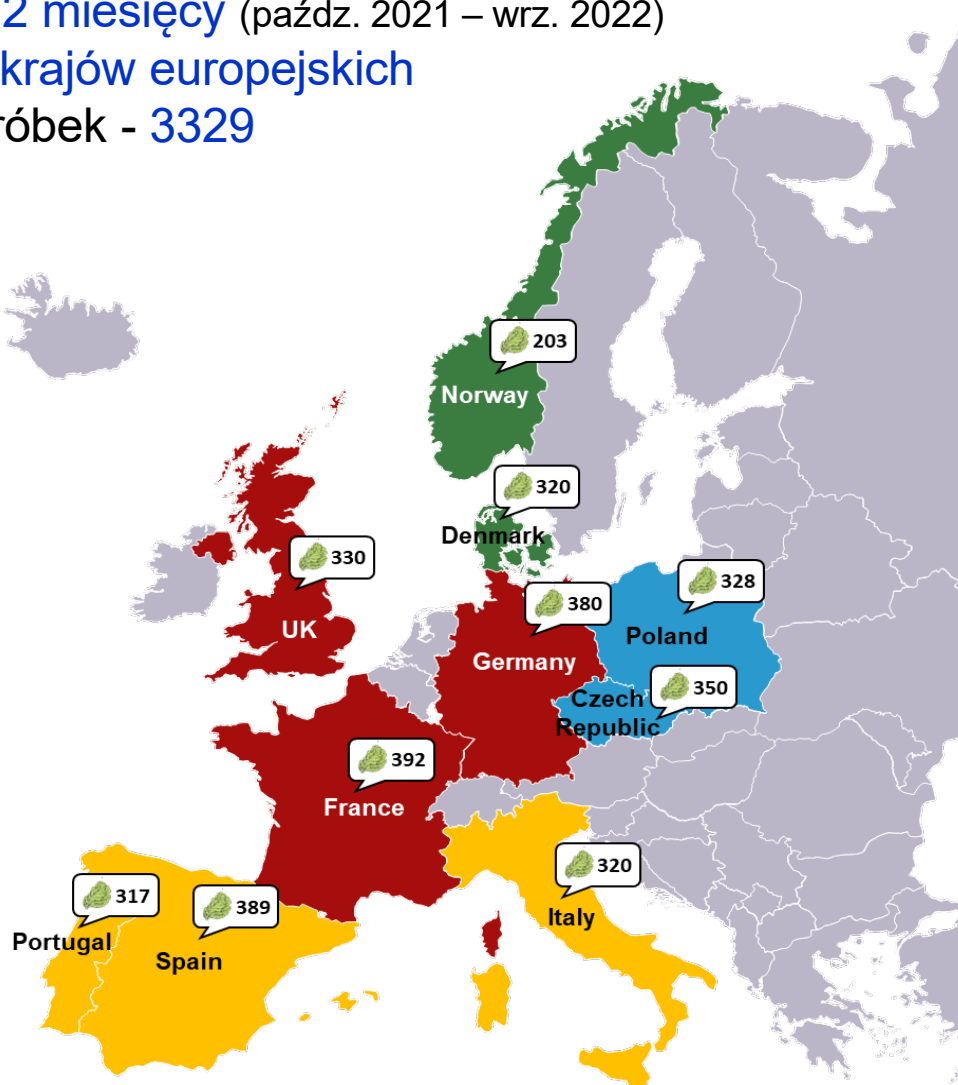 2 miesięcy (paźdz. 2021 – wrz. 2022)
krajów europejskich
róbek - 3329
203
Norway
320
Denmark
330
UK
380
Germany
328
Poland
350
Czech
Republic
392
France
320
Italy
317
Portugal
389
Spain